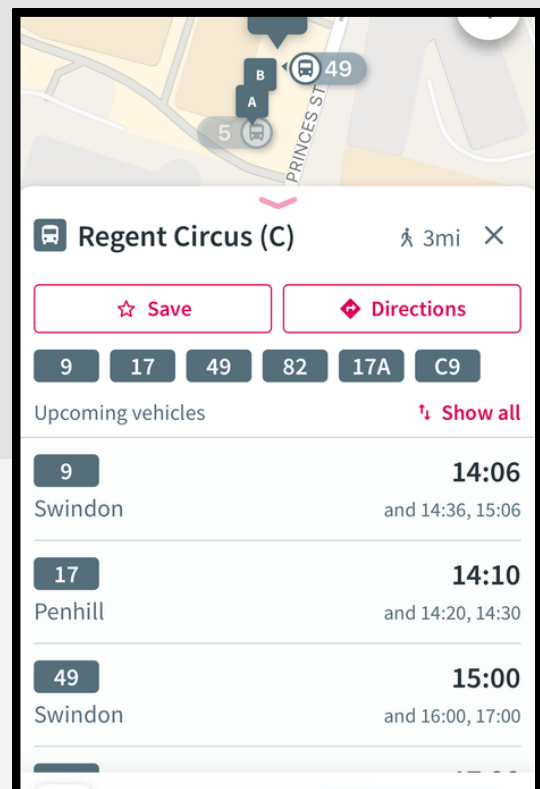 B
49
A
5
PRINCES ST
Regent Circus (C)
3mi
Save
Directions
9
17
49
82
17A
C9
Upcoming vehicles
Show all
9
14:06
Swindon
and 14:36, 15:06
17
14:10
Penhill
and 14:20, 14:30
49
15:00
Swindon
and 16:00, 17:00